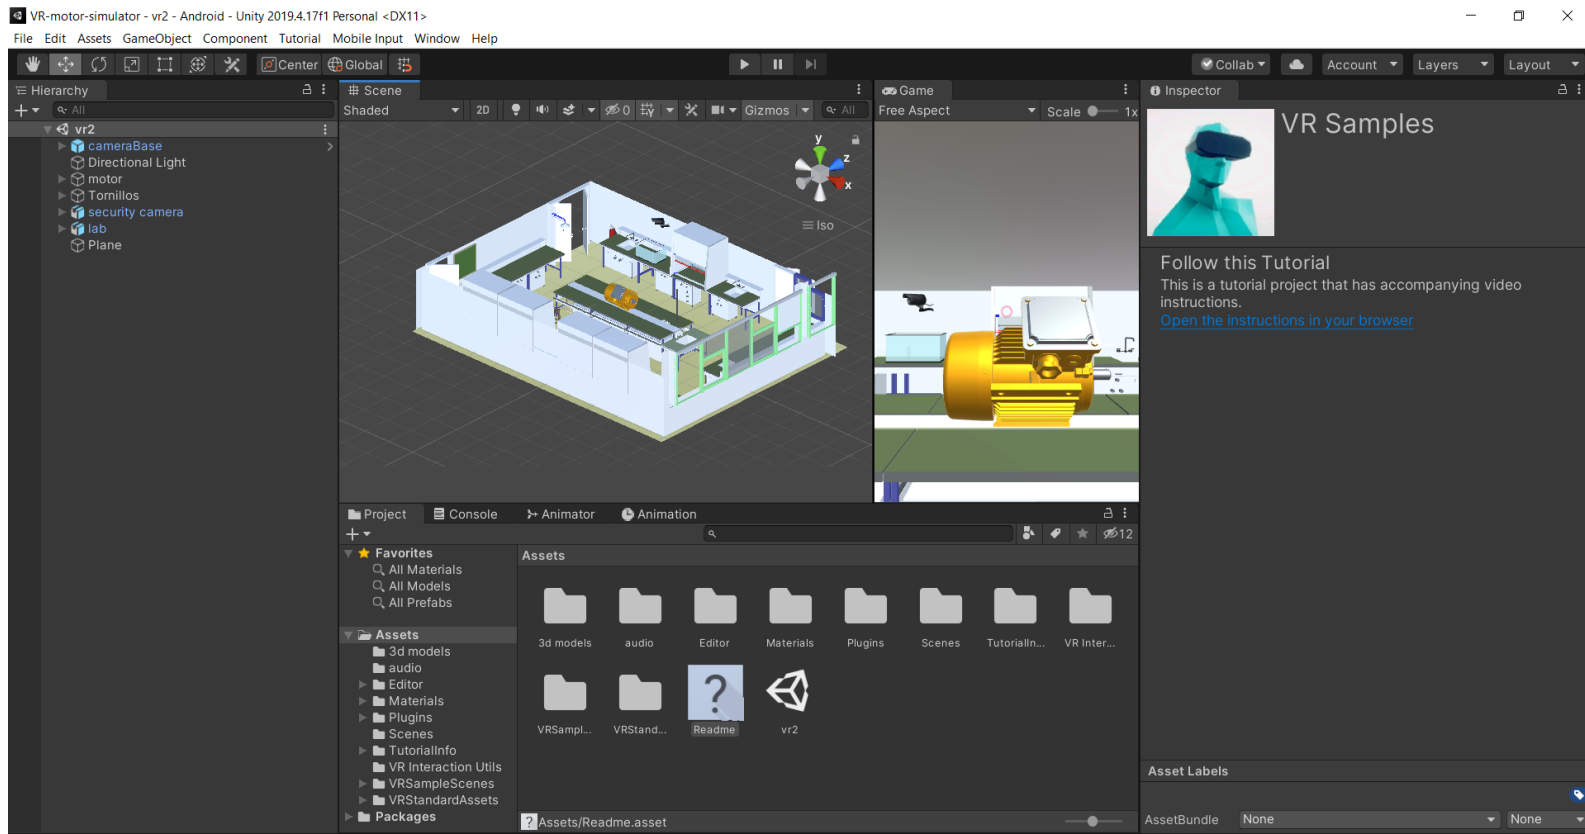 VR-motor-simulator - vr2 - Android - Unity 2019.4.17f1 Personal <DX11>
File Edit Assets GameObject Component Tutorial Mobile Input Window Help
Center Global Collab Account Layers Layout
Hierarchy
All
vr2
cameraBase
Directional Light
motor
Tornillos
security camera
lab
Plane
Scene
Shaded 2D 0 Gizmos All
y
z
x
Iso
Game
Free Aspect Scale 1x
Inspector
VR Samples
Follow this Tutorial
This is a tutorial project that has accompanying video
instructions.
Open the instructions in your browser
Project Console Animator Animation
12
Favorites
All Materials
All Models
All Prefabs
Assets
3d models
audio
Editor
Materials
Plugins
Scenes
TutorialInfo
VR Interaction Utils
VRSampleScenes
VRStandardAssets
Packages
Assets
3d models audio Editor Materials Plugins Scenes TutorialIn... VR Inter...
VRSampl... VRStand... Readme vr2
Assets/Readme.asset
Asset Labels
AssetBundle None None